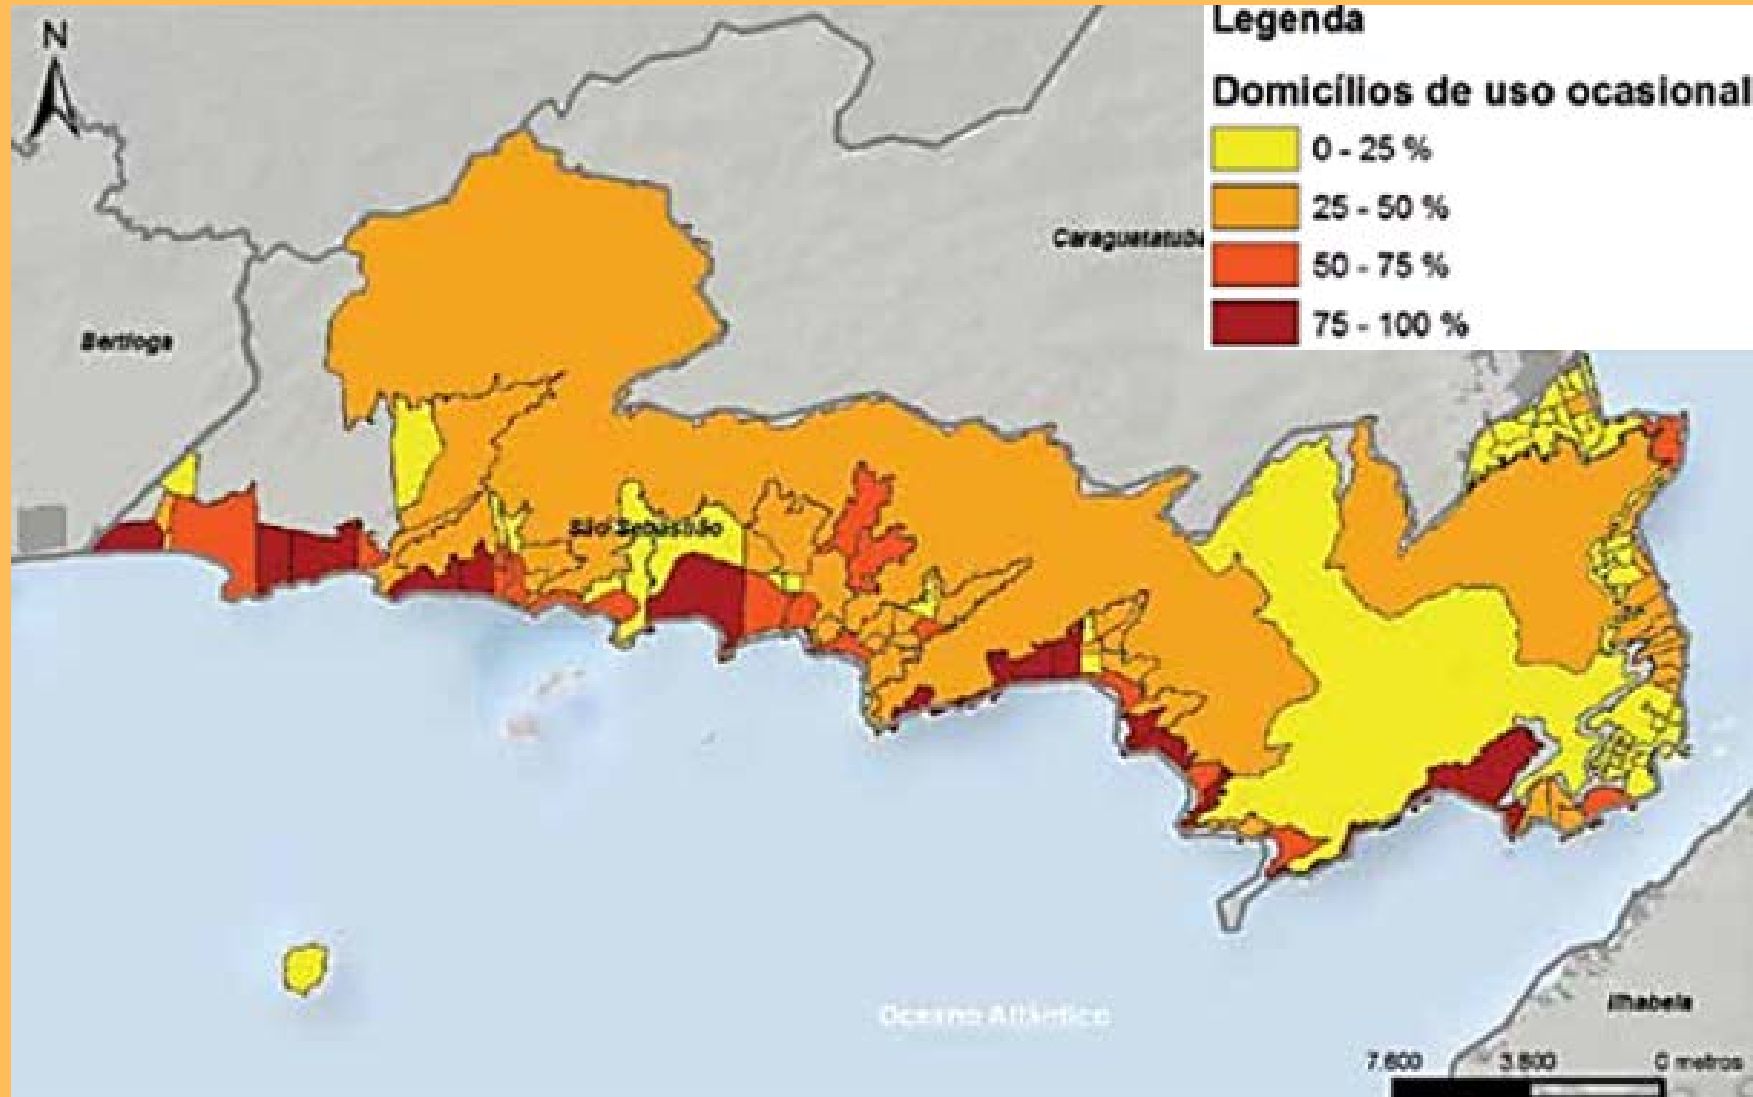 N
Legenda
Domicílios de uso ocasional
0 - 25 %
25 - 50 %
50 - 75 %
75 - 100 %
Caraguatatuba
Bertioga
São Sebastião
Oceano Atlântico
Ilhabela
7.600 3.800 0 metros